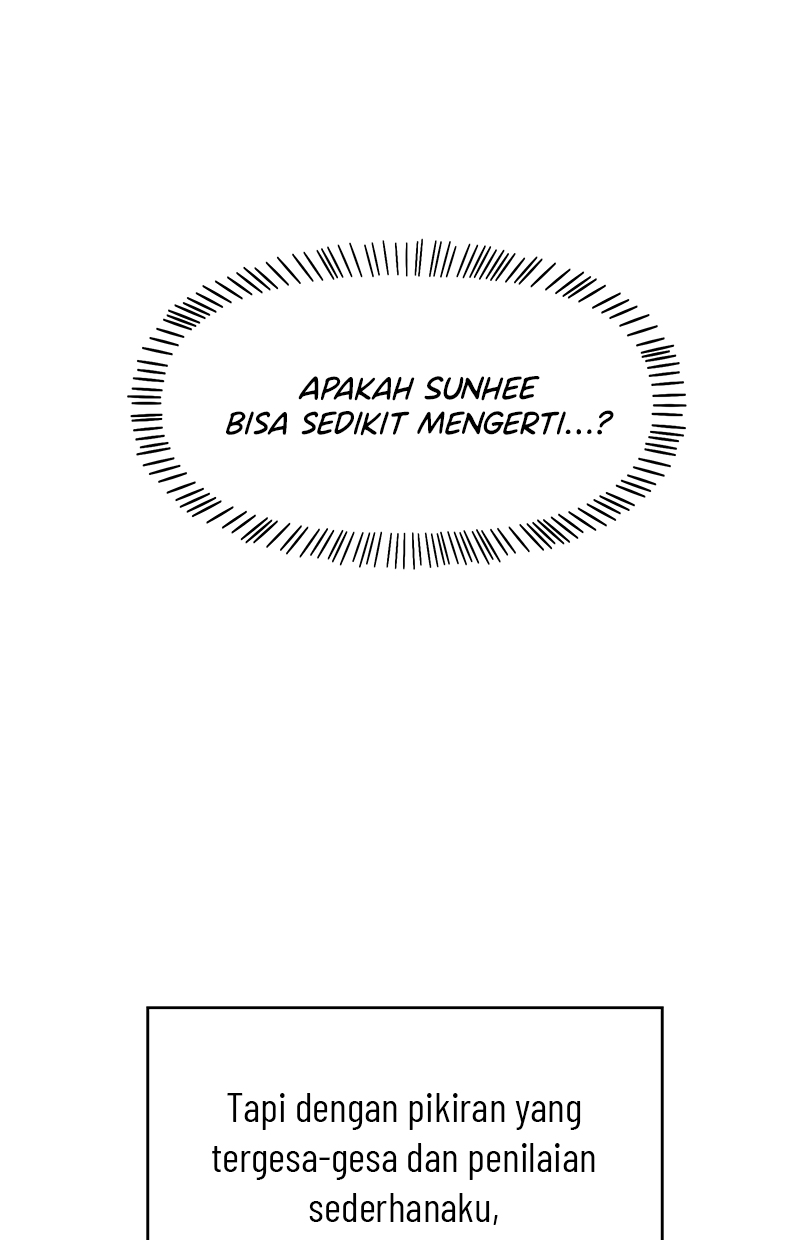 APAKAH SUNHEE
BISA SEDIKIT MENGERTI...?
Tapi dengan pikiran yang
tergesa-gesa dan penilaian
sederhanaku,